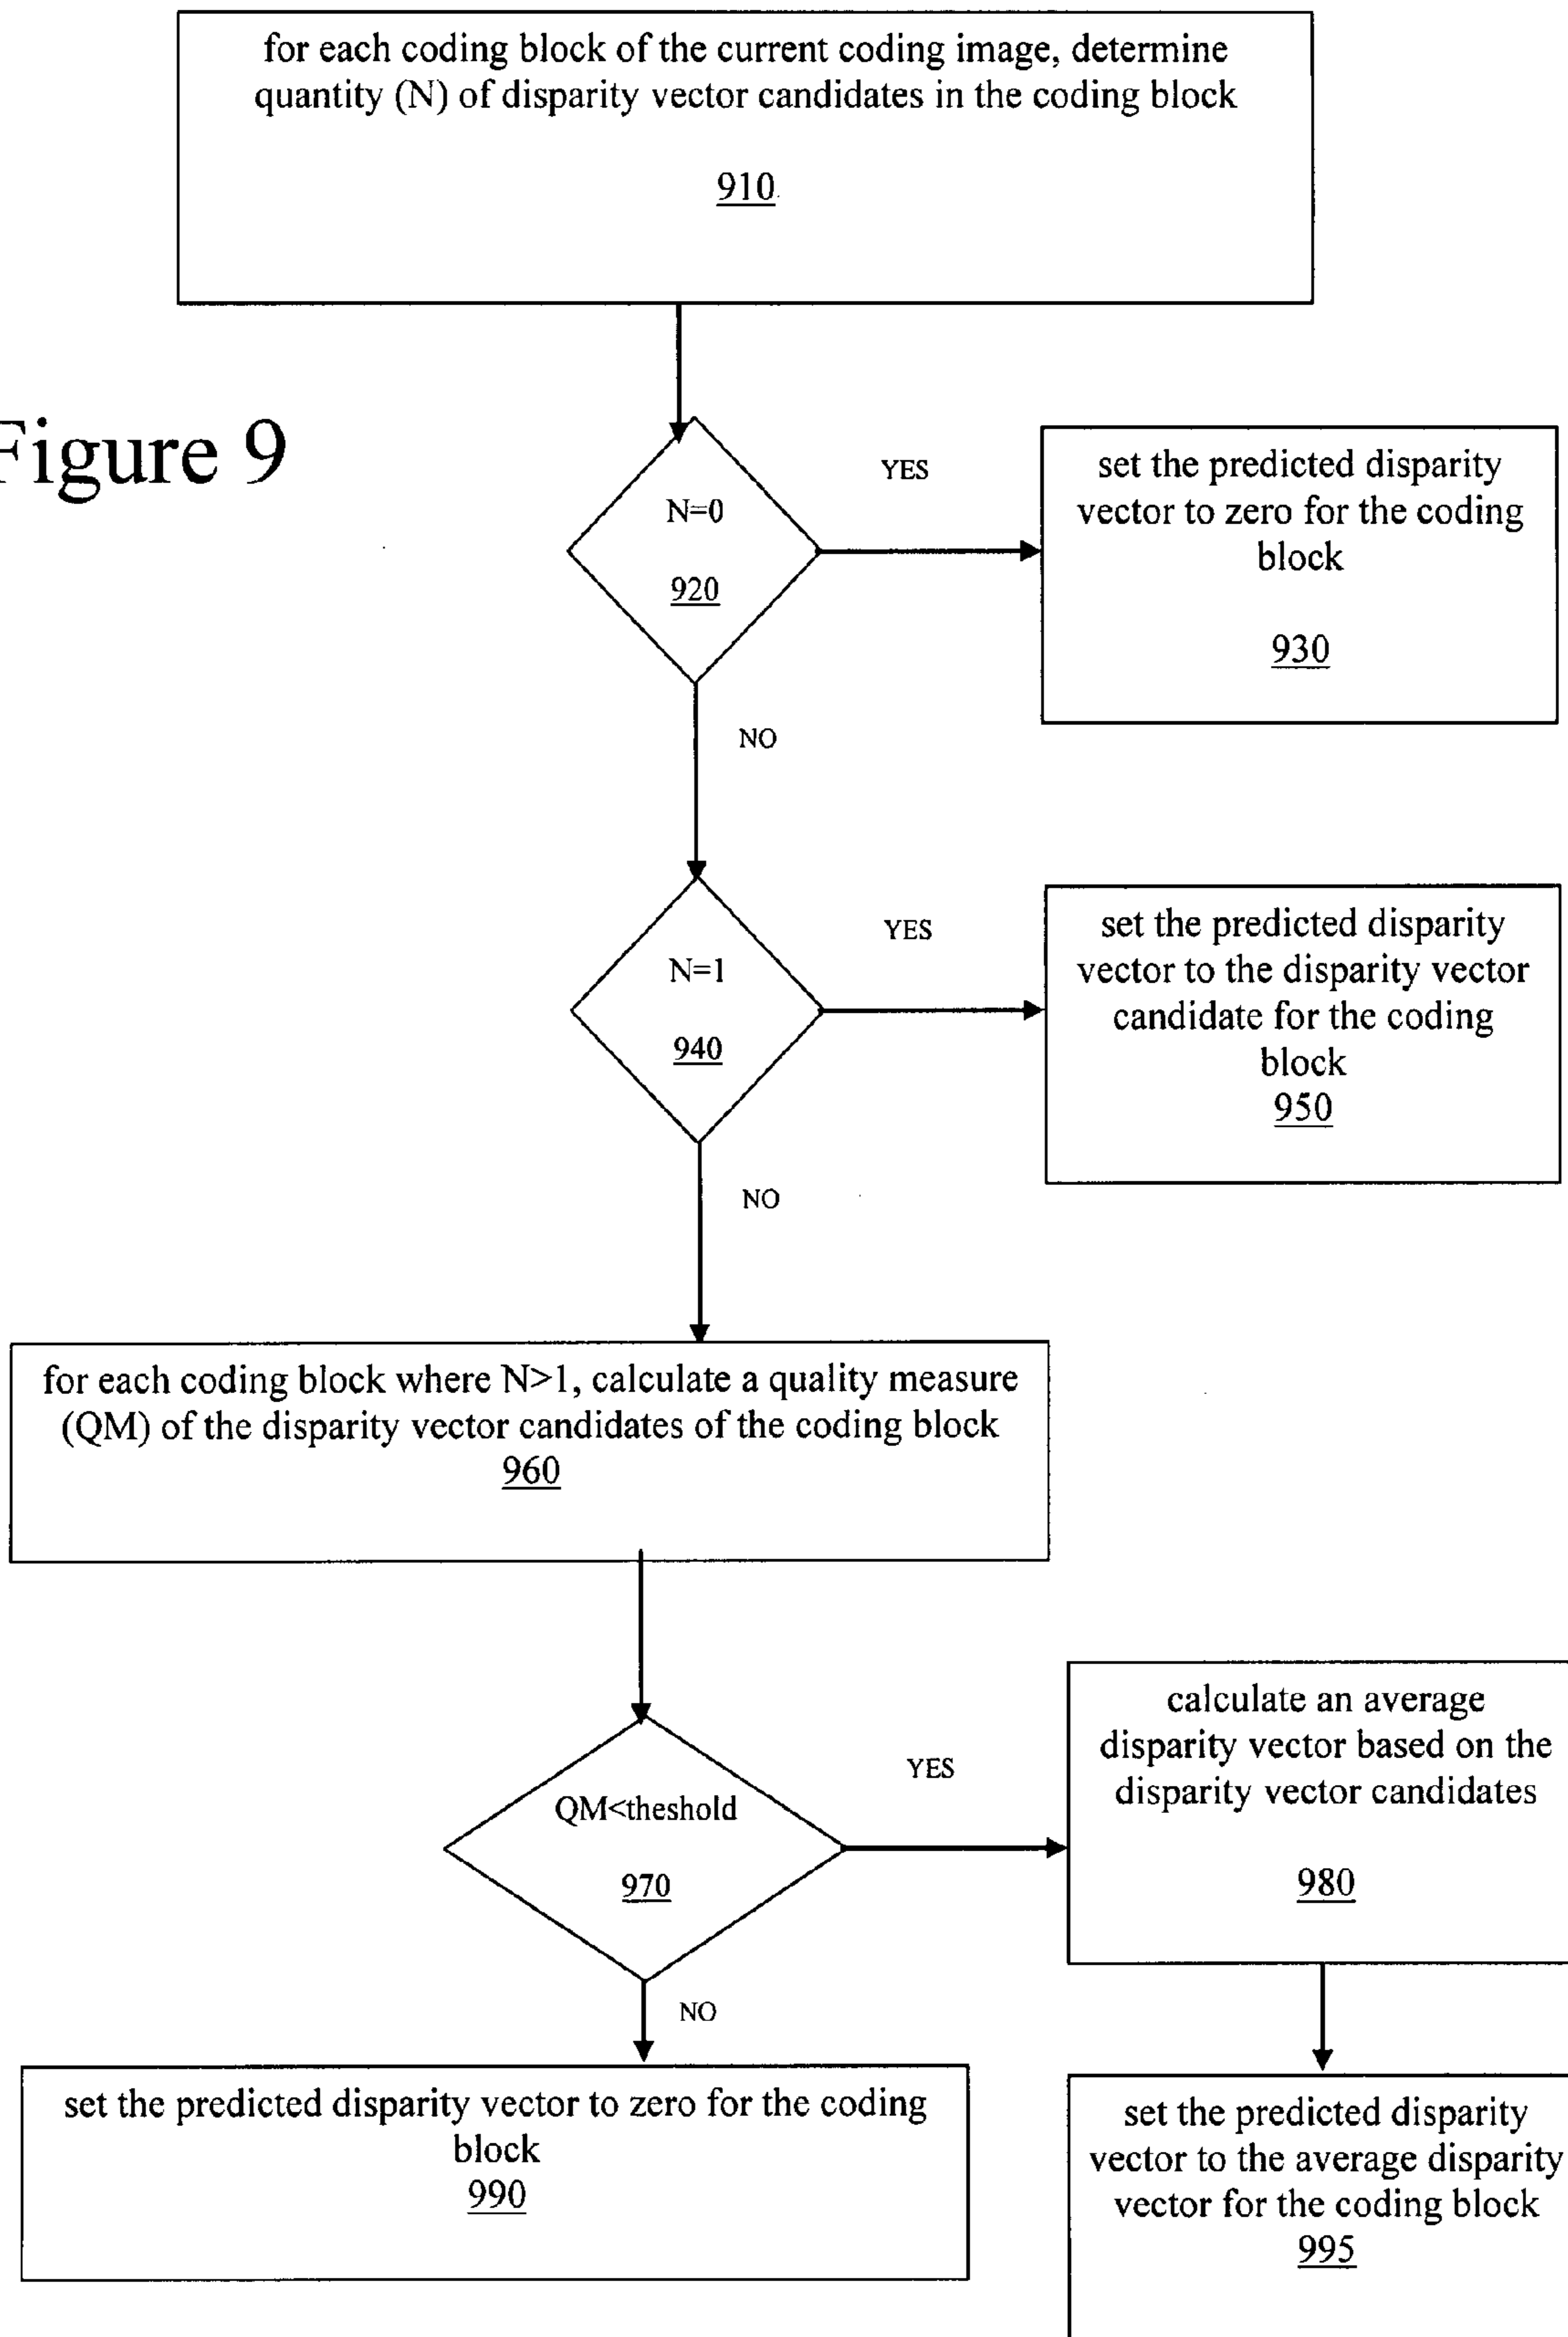 for each coding block of the current coding image, determine
quantity (N) of disparity vector candidates in the coding block
910
Figure 9
N=0
920
YES
set the predicted disparity
vector to zero for the coding
block
930
NO
N=1
940
YES
set the predicted disparity
vector to the disparity vector
candidate for the coding
block
950
NO
for each coding block where N>1, calculate a quality measure
(QM) of the disparity vector candidates of the coding block
960
QM<theshold
970
YES
calculate an average
disparity vector based on the
disparity vector candidates
980
NO
set the predicted disparity vector to zero for the coding
block
990
set the predicted disparity
vector to the average disparity
vector for the coding block
995